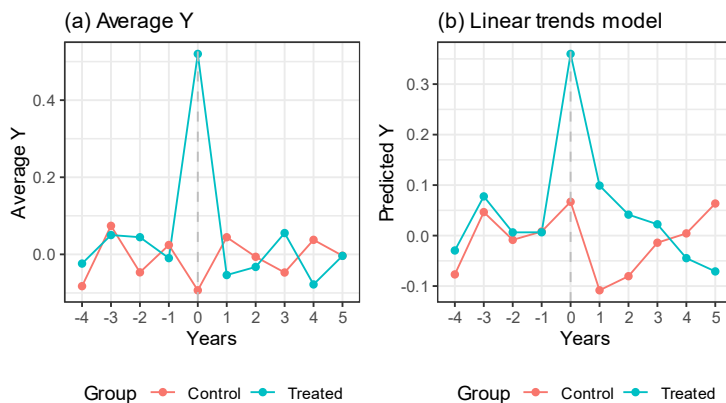 (a) Average Y
Average Y
0.4
0.2
0.0
-4 -3 -2 -1 0 1 2 3 4 5
Years
Group Control Treated
(b) Linear trends model
Predicted Y
0.3
0.2
0.1
0.0
-0.1
-4 -3 -2 -1 0 1 2 3 4 5
Years
Group Control Treated